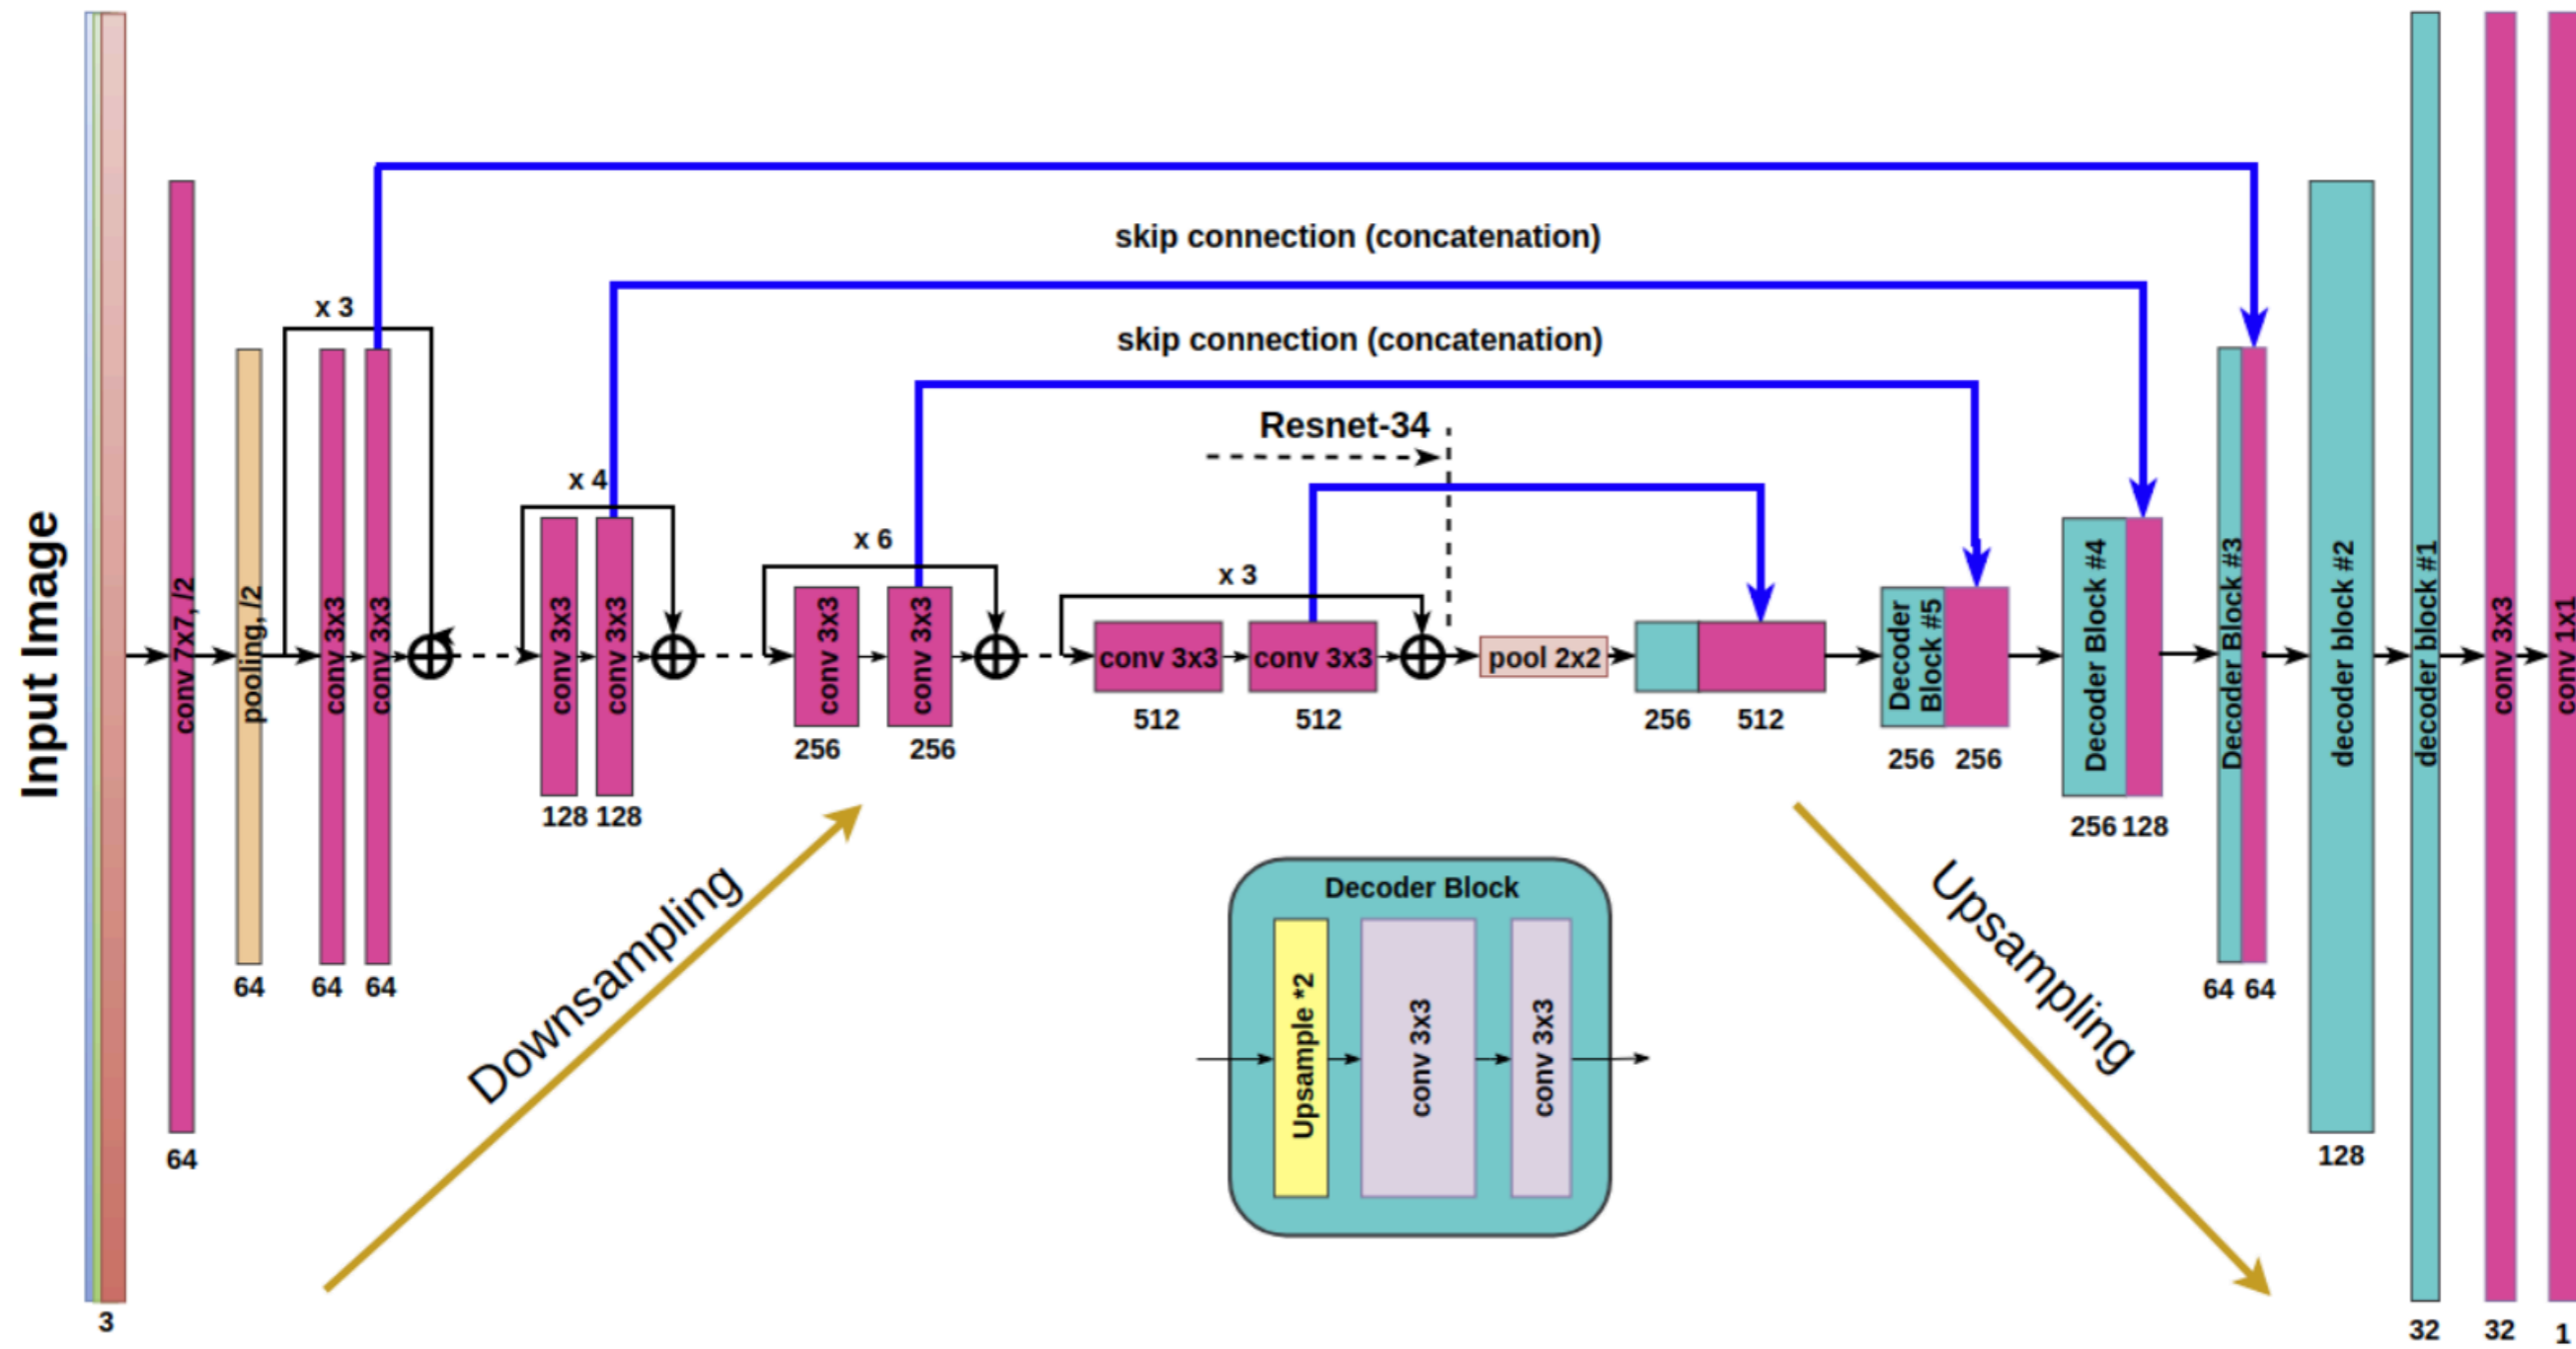 Input Image
3
conv 7x7, /2
64
pooling, /2
64
x 3
conv 3x3
conv 3x3
64 64
x 4
conv 3x3
conv 3x3
128 128
x 6
conv 3x3
conv 3x3
256 256
skip connection (concatenation)
skip connection (concatenation)
Resnet-34
x 3
conv 3x3
conv 3x3
512 512
pool 2x2
256 512
Decoder
Block #5
256 256
Decoder Block #4
256 128
Decoder Block #3
64 64
decoder block #2
128
decoder block #1
32
conv 3x3
32
conv 1x1
1
Downsampling
Decoder Block
Upsample *2
conv 3x3
conv 3x3
Upsampling